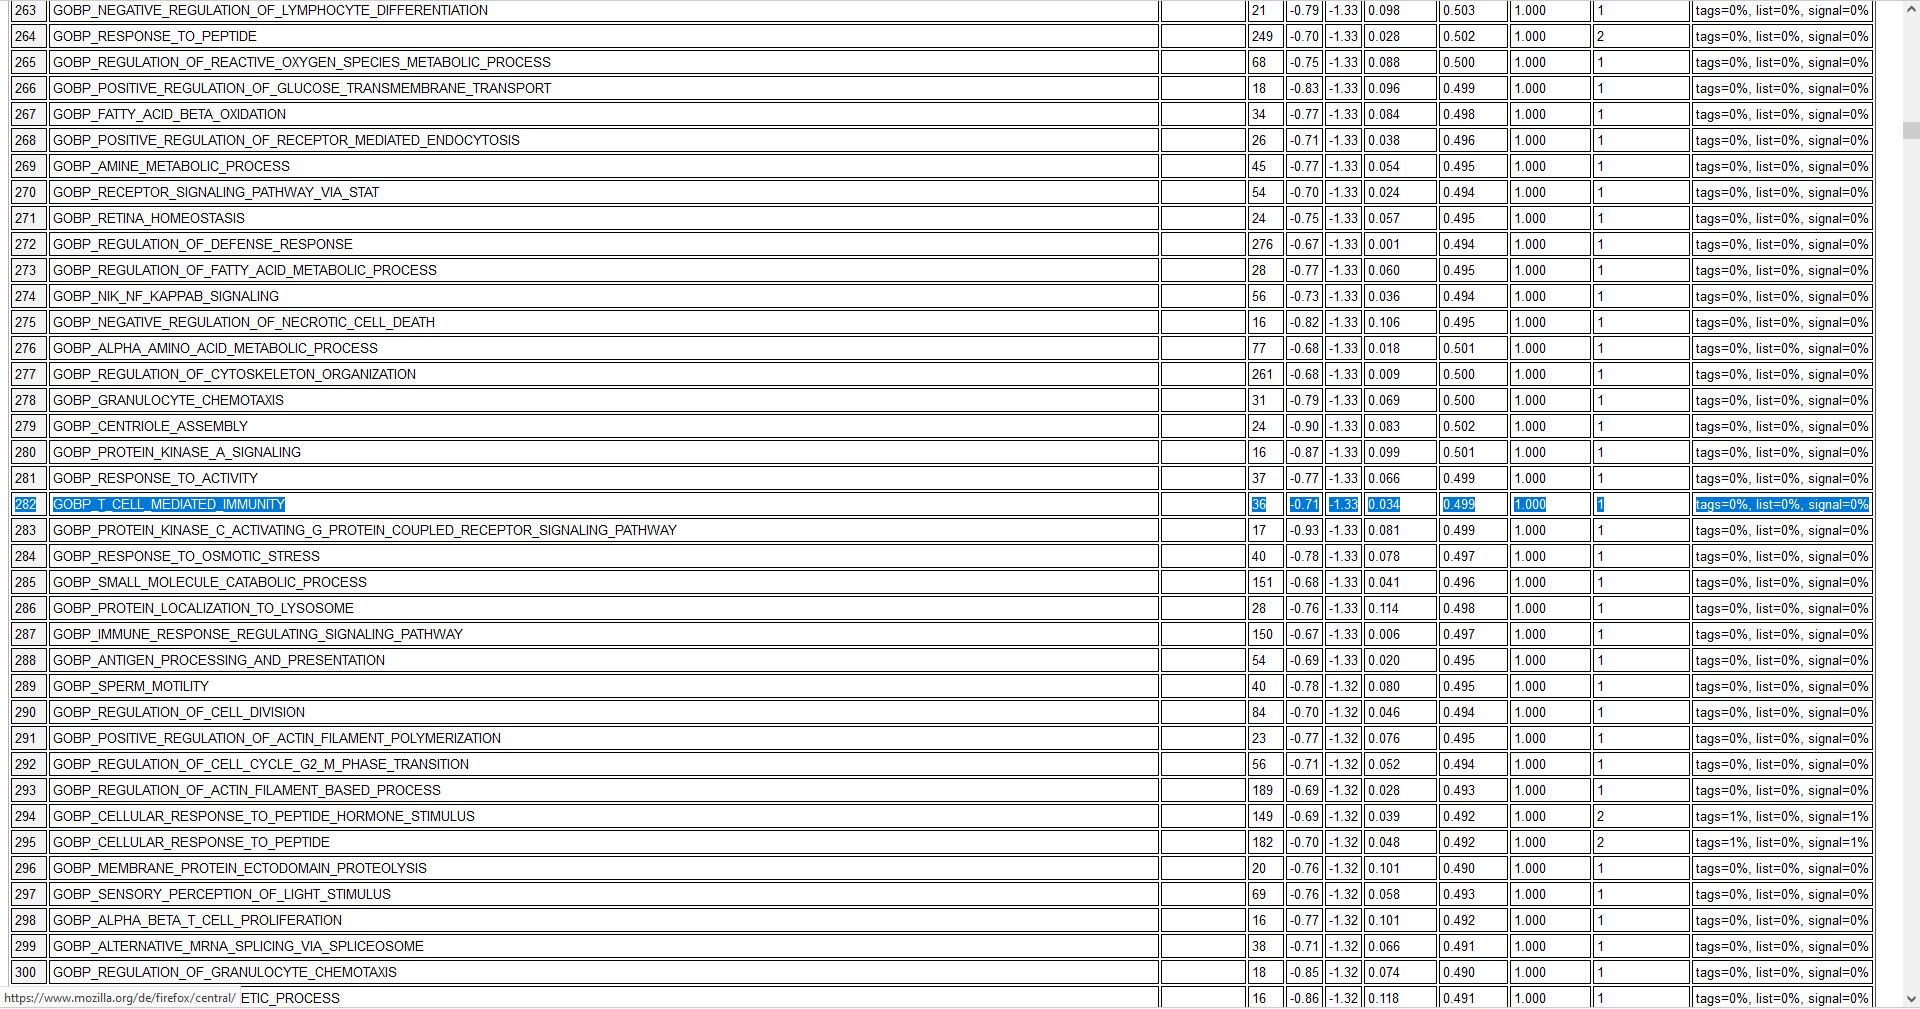 263 GOBP_NEGATIVE_REGULATION_OF_LYMPHOCYTE_DIFFERENTIATION 21 -0.79 -1.33 0.098 0.503 1.000 1 tags=0%, list=0%, signal=0%
264 GOBP_RESPONSE_TO_PEPTIDE 249 -0.70 -1.33 0.028 0.502 1.000 2 tags=0%, list=0%, signal=0%
265 GOBP_REGULATION_OF_REACTIVE_OXYGEN_SPECIES_METABOLIC_PROCESS 68 -0.75 -1.33 0.088 0.500 1.000 1 tags=0%, list=0%, signal=0%
266 GOBP_POSITIVE_REGULATION_OF_GLUCOSE_TRANSMEMBRANE_TRANSPORT 18 -0.83 -1.33 0.096 0.499 1.000 1 tags=0%, list=0%, signal=0%
267 GOBP_FATTY_ACID_BETA_OXIDATION 34 -0.77 -1.33 0.084 0.498 1.000 1 tags=0%, list=0%, signal=0%
268 GOBP_POSITIVE_REGULATION_OF_RECEPTOR_MEDIATED_ENDOCYTOSIS 26 -0.71 -1.33 0.038 0.496 1.000 1 tags=0%, list=0%, signal=0%
269 GOBP_AMINE_METABOLIC_PROCESS 45 -0.77 -1.33 0.054 0.495 1.000 1 tags=0%, list=0%, signal=0%
270 GOBP_RECEPTOR_SIGNALING_PATHWAY_VIA_STAT 54 -0.70 -1.33 0.024 0.494 1.000 1 tags=0%, list=0%, signal=0%
271 GOBP_RETINA_HOMEOSTASIS 24 -0.75 -1.33 0.057 0.495 1.000 1 tags=0%, list=0%, signal=0%
272 GOBP_REGULATION_OF_DEFENSE_RESPONSE 276 -0.67 -1.33 0.001 0.494 1.000 1 tags=0%, list=0%, signal=0%
273 GOBP_REGULATION_OF_FATTY_ACID_METABOLIC_PROCESS 28 -0.77 -1.33 0.060 0.495 1.000 1 tags=0%, list=0%, signal=0%
274 GOBP_NIK_NF_KAPPAB_SIGNALING 56 -0.73 -1.33 0.036 0.494 1.000 1 tags=0%, list=0%, signal=0%
275 GOBP_NEGATIVE_REGULATION_OF_NECROTIC_CELL_DEATH 16 -0.82 -1.33 0.106 0.495 1.000 1 tags=0%, list=0%, signal=0%
276 GOBP_ALPHA_AMINO_ACID_METABOLIC_PROCESS 77 -0.68 -1.33 0.018 0.501 1.000 1 tags=0%, list=0%, signal=0%
277 GOBP_REGULATION_OF_CYTOSKELETON_ORGANIZATION 261 -0.68 -1.33 0.009 0.500 1.000 1 tags=0%, list=0%, signal=0%
278 GOBP_GRANULOCYTE_CHEMOTAXIS 31 -0.79 -1.33 0.069 0.500 1.000 1 tags=0%, list=0%, signal=0%
279 GOBP_CENTRIOLE_ASSEMBLY 24 -0.90 -1.33 0.083 0.502 1.000 1 tags=0%, list=0%, signal=0%
280 GOBP_PROTEIN_KINASE_A_SIGNALING 16 -0.87 -1.33 0.099 0.501 1.000 1 tags=0%, list=0%, signal=0%
281 GOBP_RESPONSE_TO_ACTIVITY 37 -0.77 -1.33 0.066 0.499 1.000 1 tags=0%, list=0%, signal=0%
282 GOBP_T_CELL_MEDIATED_IMMUNITY 36 -0.71 -1.33 0.034 0.499 1.000 1 tags=0%, list=0%, signal=0%
283 GOBP_PROTEIN_KINASE_C_ACTIVATING_G_PROTEIN_COUPLED_RECEPTOR_SIGNALING_PATHWAY 17 -0.93 -1.33 0.081 0.499 1.000 1 tags=0%, list=0%, signal=0%
284 GOBP_RESPONSE_TO_OSMOTIC_STRESS 40 -0.78 -1.33 0.078 0.497 1.000 1 tags=0%, list=0%, signal=0%
285 GOBP_SMALL_MOLECULE_CATABOLIC_PROCESS 151 -0.68 -1.33 0.041 0.496 1.000 1 tags=0%, list=0%, signal=0%
286 GOBP_PROTEIN_LOCALIZATION_TO_LYSOSOME 28 -0.76 -1.33 0.114 0.498 1.000 1 tags=0%, list=0%, signal=0%
287 GOBP_IMMUNE_RESPONSE_REGULATING_SIGNALING_PATHWAY 150 -0.67 -1.33 0.006 0.497 1.000 1 tags=0%, list=0%, signal=0%
288 GOBP_ANTIGEN_PROCESSING_AND_PRESENTATION 54 -0.69 -1.33 0.020 0.495 1.000 1 tags=0%, list=0%, signal=0%
289 GOBP_SPERM_MOTILITY 40 -0.78 -1.32 0.080 0.495 1.000 1 tags=0%, list=0%, signal=0%
290 GOBP_REGULATION_OF_CELL_DIVISION 84 -0.70 -1.32 0.046 0.494 1.000 1 tags=0%, list=0%, signal=0%
291 GOBP_POSITIVE_REGULATION_OF_ACTIN_FILAMENT_POLYMERIZATION 23 -0.77 -1.32 0.076 0.495 1.000 1 tags=0%, list=0%, signal=0%
292 GOBP_REGULATION_OF_CELL_CYCLE_G2_M_PHASE_TRANSITION 56 -0.71 -1.32 0.052 0.494 1.000 1 tags=0%, list=0%, signal=0%
293 GOBP_REGULATION_OF_ACTIN_FILAMENT_BASED_PROCESS 189 -0.69 -1.32 0.028 0.493 1.000 1 tags=0%, list=0%, signal=0%
294 GOBP_CELLULAR_RESPONSE_TO_PEPTIDE_HORMONE_STIMULUS 149 -0.69 -1.32 0.039 0.492 1.000 2 tags=1%, list=0%, signal=1%
295 GOBP_CELLULAR_RESPONSE_TO_PEPTIDE 182 -0.70 -1.32 0.048 0.492 1.000 2 tags=1%, list=0%, signal=1%
296 GOBP_MEMBRANE_PROTEIN_ECTODOMAIN_PROTEOLYSIS 20 -0.76 -1.32 0.101 0.490 1.000 1 tags=0%, list=0%, signal=0%
297 GOBP_SENSORY_PERCEPTION_OF_LIGHT_STIMULUS 69 -0.76 -1.32 0.058 0.493 1.000 1 tags=0%, list=0%, signal=0%
298 GOBP_ALPHA_BETA_T_CELL_PROLIFERATION 16 -0.77 -1.32 0.101 0.492 1.000 1 tags=0%, list=0%, signal=0%
299 GOBP_ALTERNATIVE_MRNA_SPLICING_VIA_SPLICEOSOME 38 -0.71 -1.32 0.066 0.491 1.000 1 tags=0%, list=0%, signal=0%
300 GOBP_REGULATION_OF_GRANULOCYTE_CHEMOTAXIS 18 -0.85 -1.32 0.074 0.490 1.000 1 tags=0%, list=0%, signal=0%
https://www.mozilla.org/de/firefox/central/ ETIC_PROCESS 16 -0.86 -1.32 0.118 0.491 1.000 1 tags=0%, list=0%, signal=0%